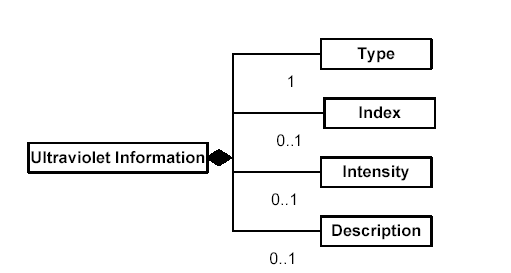 Type
1
Index
0..1
Ultraviolet Information
Intensity
0..1
Description
0..1